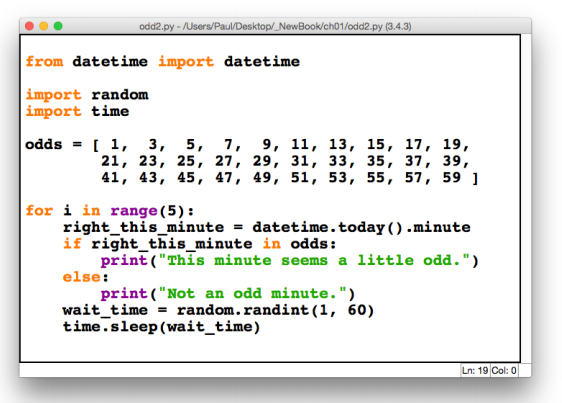 odd2.py - /Users/Paul/Desktop/_NewBook/ch01/odd2.py (3.4.3)
from datetime import datetime
import random
import time
odds = [ 1,  3,  5,  7,  9, 11, 13, 15, 17, 19,
        21, 23, 25, 27, 29, 31, 33, 35, 37, 39,
        41, 43, 45, 47, 49, 51, 53, 55, 57, 59 ]
for i in range(5):
    right_this_minute = datetime.today().minute
    if right_this_minute in odds:
        print("This minute seems a little odd.")
    else:
        print("Not an odd minute.")
    wait_time = random.randint(1, 60)
    time.sleep(wait_time)
Ln: 19 Col: 0